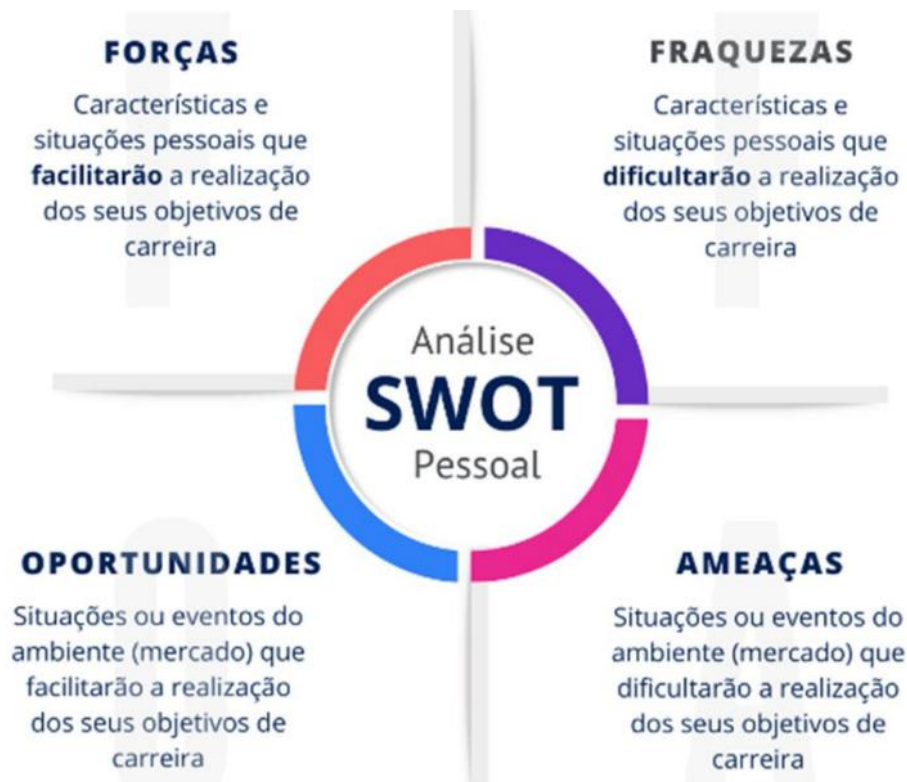 FORÇAS
Características e
situações pessoais que
facilitarão a realização
dos seus objetivos de
carreira
FRAQUEZAS
Características e
situações pessoais que
dificultarão a realização
dos seus objetivos de
carreira
Análise
SWOT
Pessoal
OPORTUNIDADES
Situações ou eventos do
ambiente (mercado) que
facilitarão a realização
dos seus objetivos de
carreira
AMEAÇAS
Situações ou eventos do
ambiente (mercado) que
dificultarão a realização
dos seus objetivos de
carreira